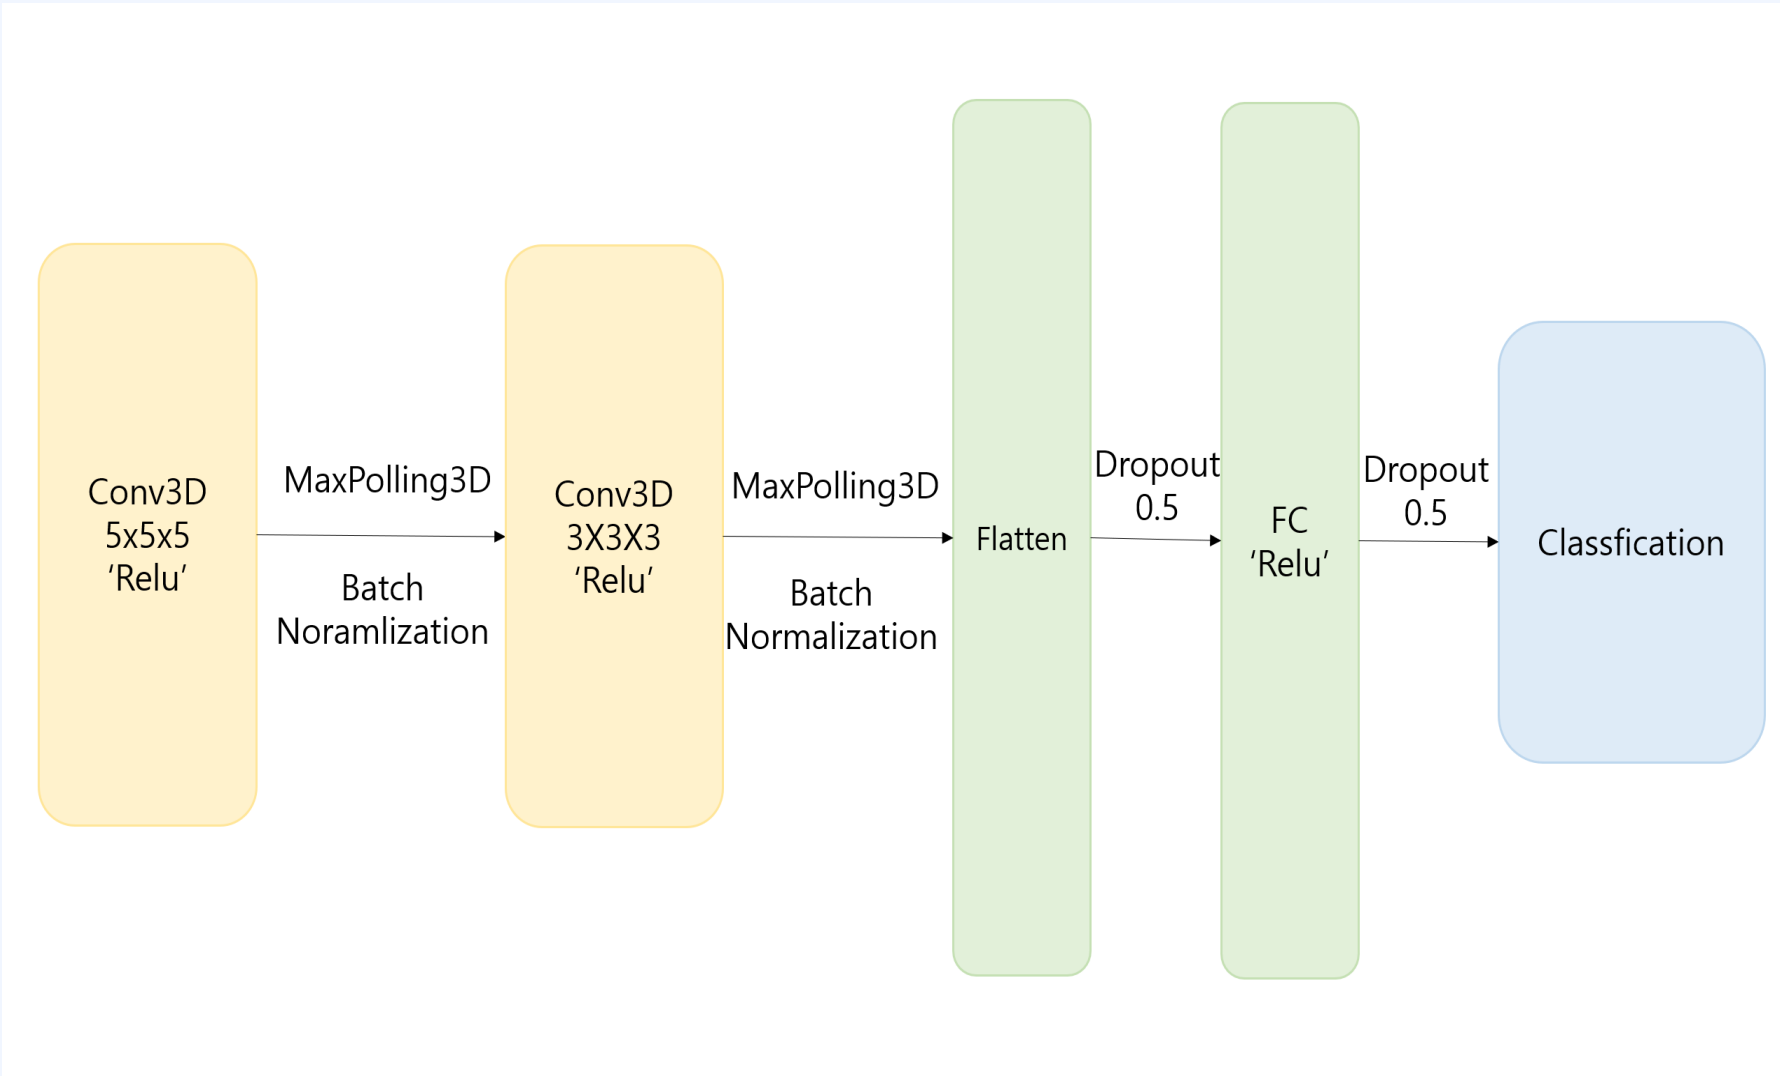 Conv3D
5x5x5
‘Relu’
MaxPolling3D
Batch
Noramlization
Conv3D
3X3X3
‘Relu’
MaxPolling3D
Batch
Normalization
Flatten
Dropout
0.5
FC
‘Relu’
Dropout
0.5
Classfication